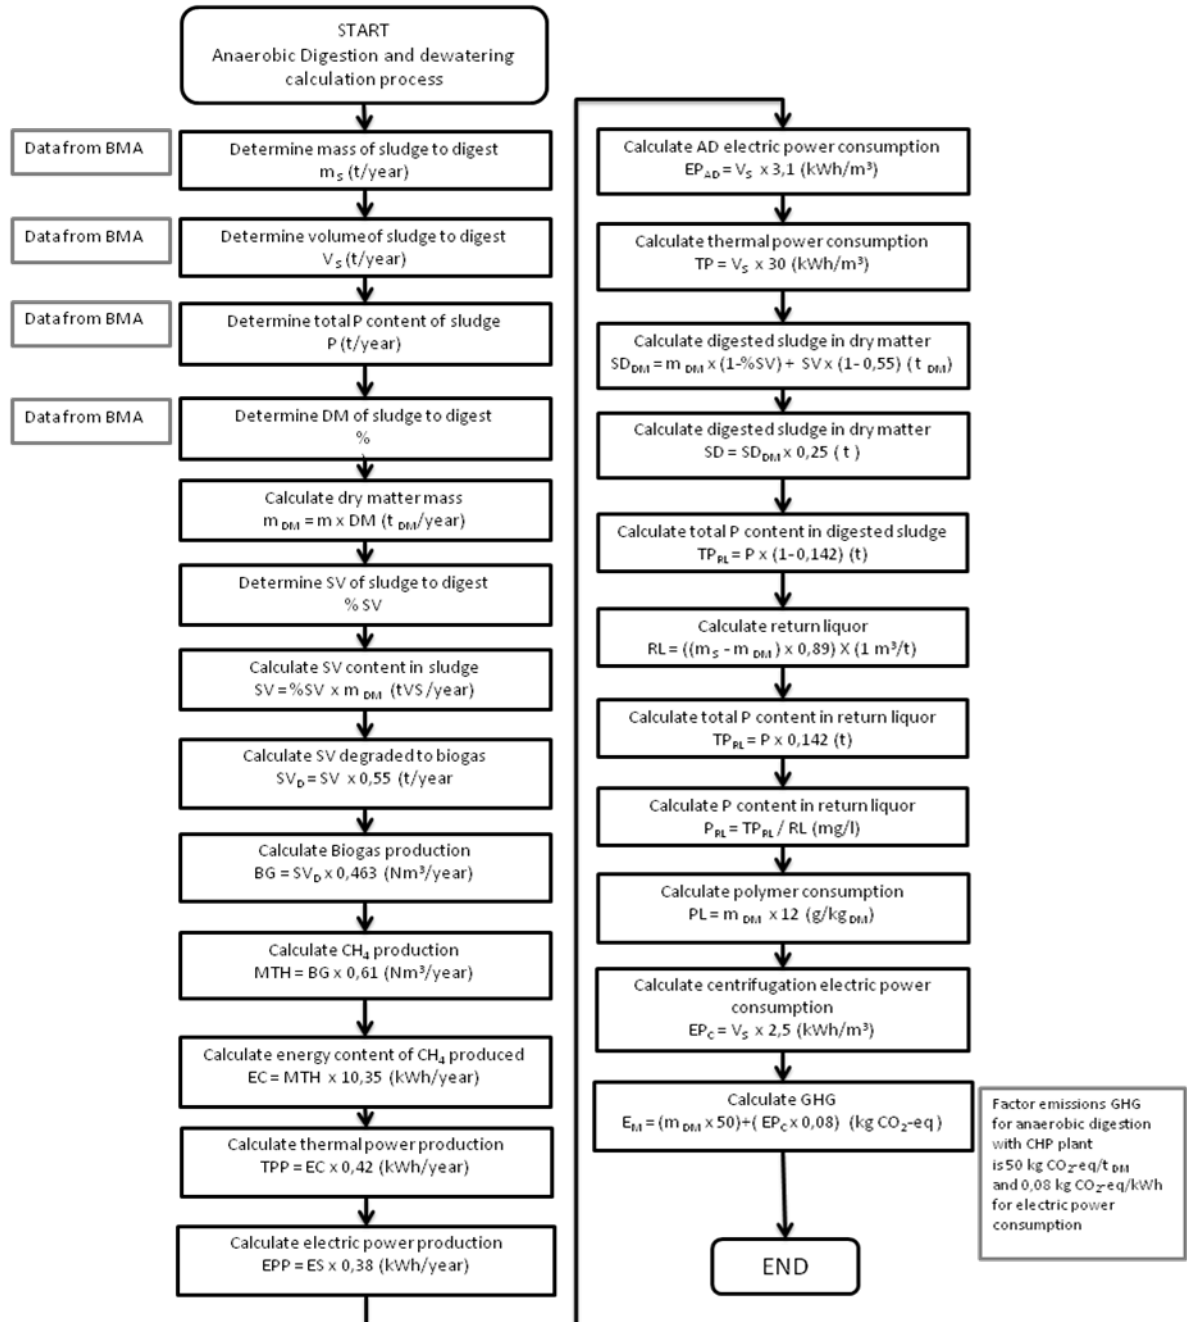 START
Anaerobic Digestion and dewatering
calculation process
Data from BMA
Determine mass of sludge to digest
mS (t/year)
Data from BMA
Determine volume of sludge to digest
VS (t/year)
Data from BMA
Determine total P content of sludge
P (t/year)
Data from BMA
Determine DM of sludge to digest
%
Calculate dry matter mass
m DM = m x DM (t DM/year)
Determine SV of sludge to digest
% SV
Calculate SV content in sludge
SV = %SV x m DM (tVS/year)
Calculate SV degraded to biogas
SVD = SV x 0,55 (t/year
Calculate Biogas production
BG = SVD x 0,463 (Nm³/year)
Calculate CH4 production
MTH = BG x 0,61 (Nm³/year)
Calculate energy content of CH4 produced
EC = MTH x 10,35 (kWh/year)
Calculate thermal power production
TPP = EC x 0,42 (kWh/year)
Calculate electric power production
EPP = ES x 0,38 (kWh/year)
Calculate AD electric power consumption
EPAD = VS x 3,1 (kWh/m³)
Calculate thermal power consumption
TP = VS x 30 (kWh/m³)
Calculate digested sludge in dry matter
SDDM = m DM x (1-%SV) + SV x (1- 0,55) ( t DM)
Calculate digested sludge in dry matter
SD = SDDM x 0,25 ( t )
Calculate total P content in digested sludge
TPRL = P x (1- 0,142) (t)
Calculate return liquor
RL = ((mS - mDM ) x 0,89) X (1 m³/t)
Calculate total P content in return liquor
TPRL = P x 0,142 (t)
Calculate P content in return liquor
PRL = TPRL / RL (mg/l)
Calculate polymer consumption
PL = m DM x 12 (g/kg DM)
Calculate centrifugation electric power
consumption
EPC = VS x 2,5 (kWh/m³)
Calculate GHG
EM = (m DM x 50)+( EPC x 0,08) (kg CO2-eq )
Factor emissions GHG
for anaerobic digestion
with CHP plant
is 50 kg CO2-eq/t DM
and 0,08 kg CO2-eq/kWh
for electric power
consumption
END